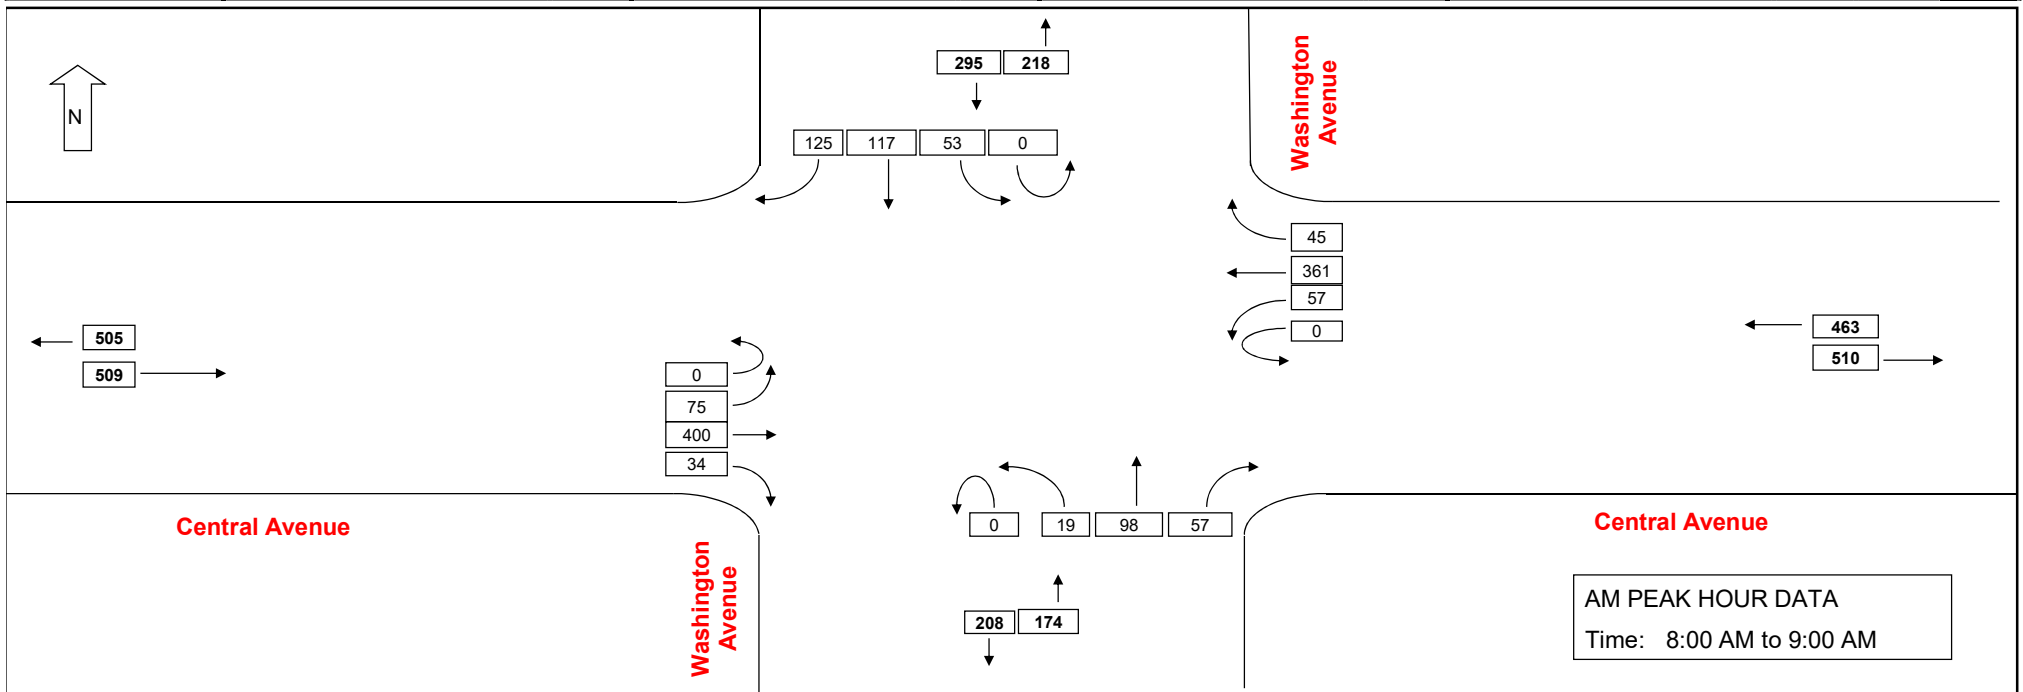 295 218
Washington
Avenue
N
125 117 53 0
45
361
57
0
505
509
463
510
0
75
400
34
0 19 98 57
Central Avenue
Central Avenue
Washington
Avenue
208 174
AM PEAK HOUR DATA
Time: 8:00 AM to 9:00 AM